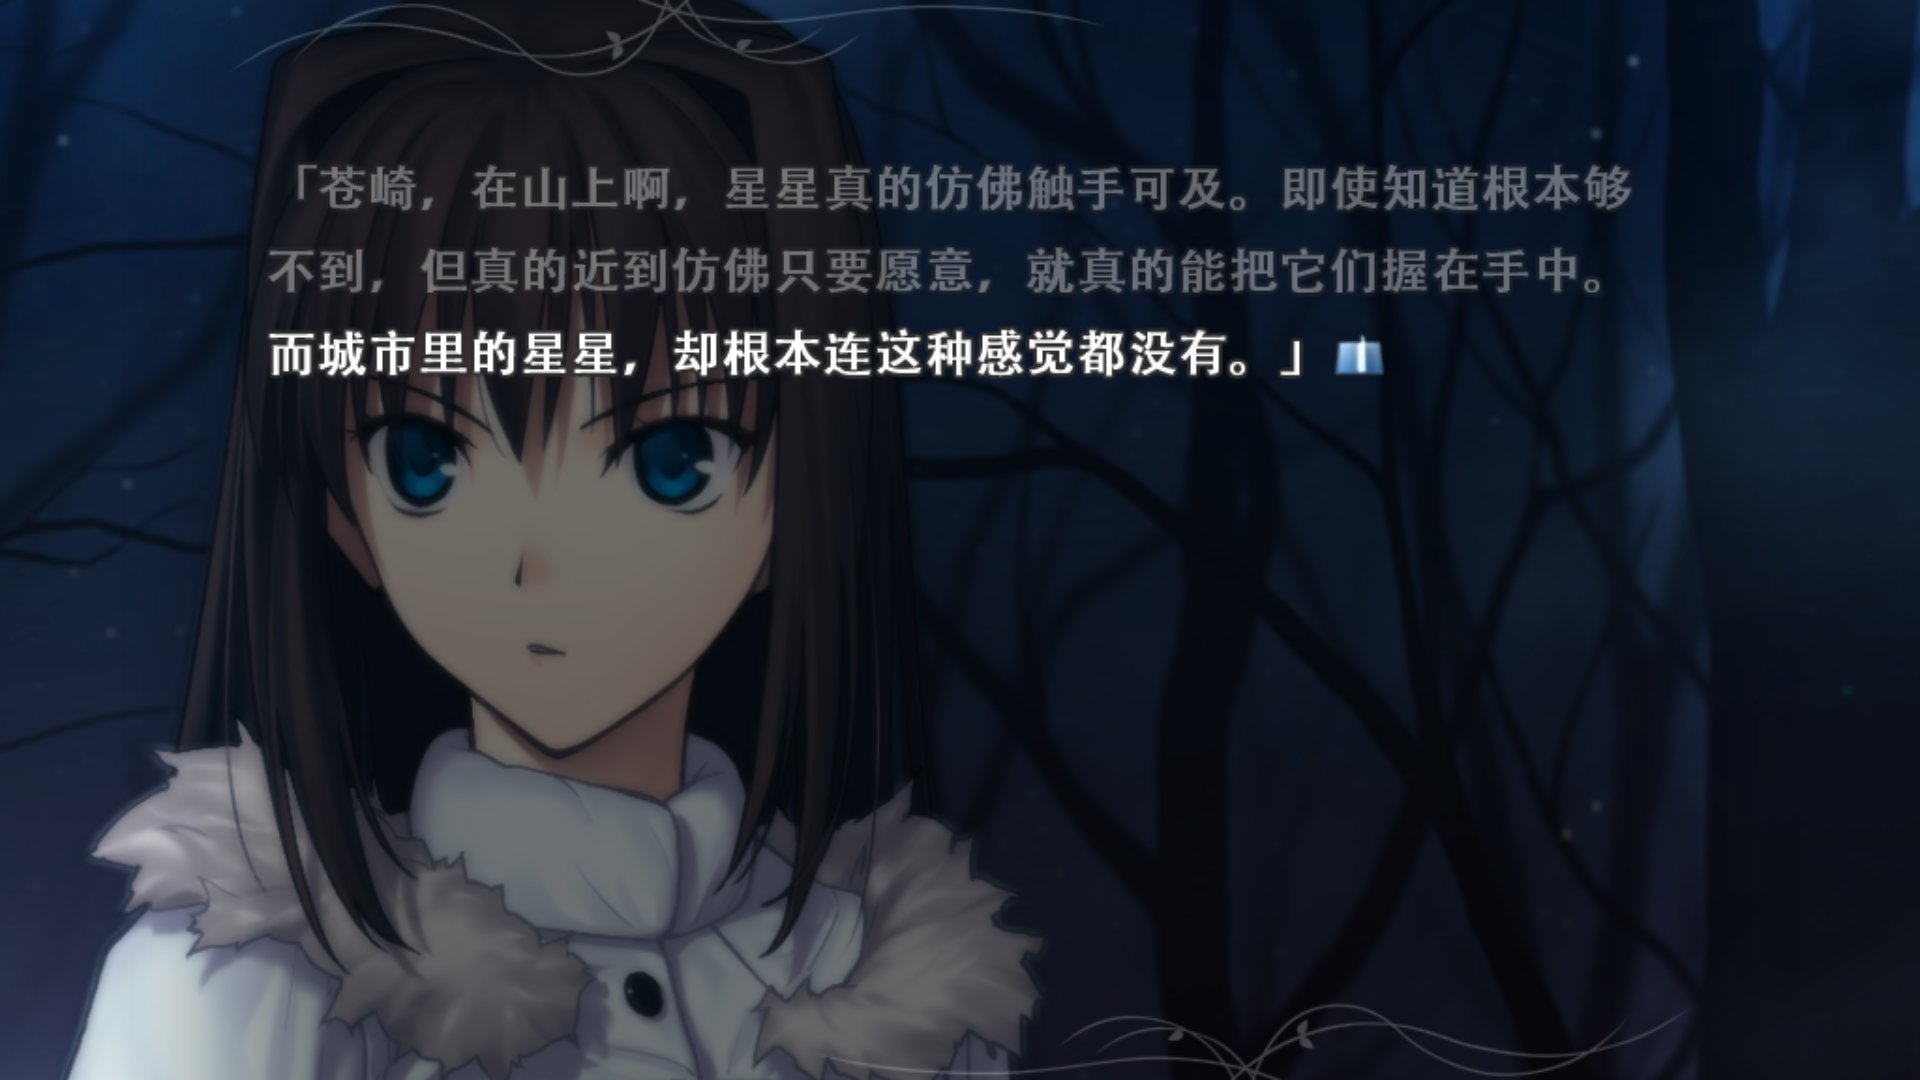 「苍崎，在山上啊，星星真的仿佛触手可及。即使知道根本够
不到，但真的近到仿佛只要愿意，就真的能把它们握在手中。
而城市里的星星，却根本连这种感觉都没有。」